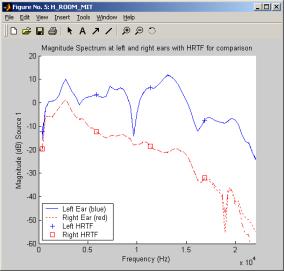 Figure No. 5: H_ROOM_MIT
File Edit View Insert Tools Window Help
Magnitude Spectrum at left and right ears with HRTF for comparison
Magnitude (dB) Source 1
20
10
0
-10
-20
-30
-40
-50
-60
Left Ear (blue)
Right Ear (red)
Left HRTF
Right HRTF
0 0.5 1 1.5 2
x 10^4
Frequency (Hz)